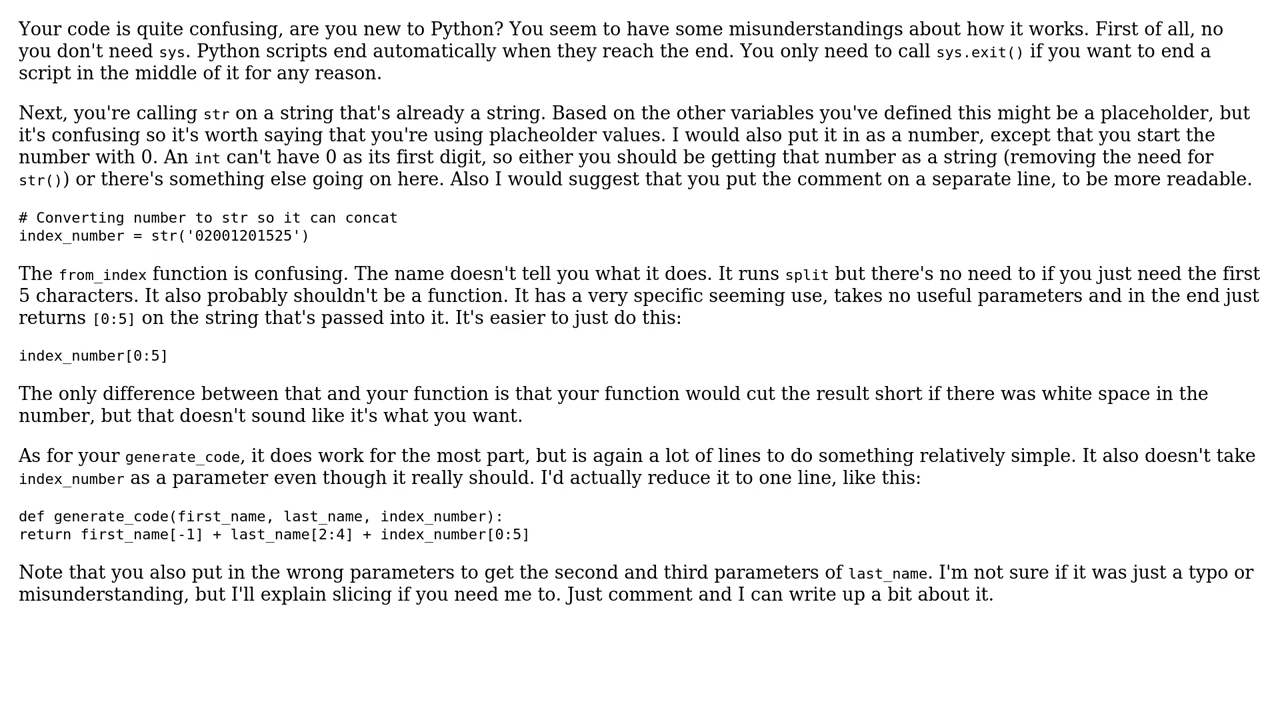 Your code is quite confusing, are you new to Python? You seem to have some misunderstandings about how it works. First of all, no
you don't need sys. Python scripts end automatically when they reach the end. You only need to call sys.exit() if you want to end a
script in the middle of it for any reason.
Next, you're calling str on a string that's already a string. Based on the other variables you've defined this might be a placeholder, but
it's confusing so it's worth saying that you're using placheolder values. I would also put it in as a number, except that you start the
number with 0. An int can't have 0 as its first digit, so either you should be getting that number as a string (removing the need for
str()) or there's something else going on here. Also I would suggest that you put the comment on a separate line, to be more readable.
# Converting number to str so it can concat
index_number = str('02001201525')
The from_index function is confusing. The name doesn't tell you what it does. It runs split but there's no need to if you just need the first
5 characters. It also probably shouldn't be a function. It has a very specific seeming use, takes no useful parameters and in the end just
returns [0:5] on the string that's passed into it. It's easier to just do this:
index_number[0:5]
The only difference between that and your function is that your function would cut the result short if there was white space in the
number, but that doesn't sound like it's what you want.
As for your generate_code, it does work for the most part, but is again a lot of lines to do something relatively simple. It also doesn't take
index_number as a parameter even though it really should. I'd actually reduce it to one line, like this:
def generate_code(first_name, last_name, index_number):
return first_name[-1] + last_name[2:4] + index_number[0:5]
Note that you also put in the wrong parameters to get the second and third parameters of last_name. I'm not sure if it was just a typo or
misunderstanding, but I'll explain slicing if you need me to. Just comment and I can write up a bit about it.